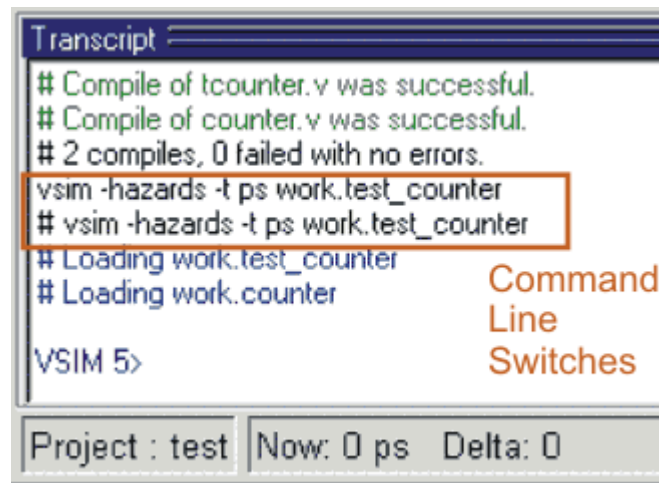 Transcript
# Compile of tcounter.v was successful.
# Compile of counter.v was successful.
# 2 compiles, 0 failed with no errors.
vsim -hazards -t ps work.test_counter
# vsim -hazards -t ps work.test_counter
# Loading work.test_counter
# Loading work.counter
Command
Line
Switches
VSIM 5>
Project : test Now: 0 ps Delta: 0